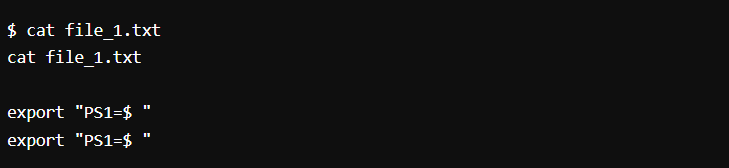 $ cat file_1.txt
cat file_1.txt
export "PS1=$ "
export "PS1=$ "